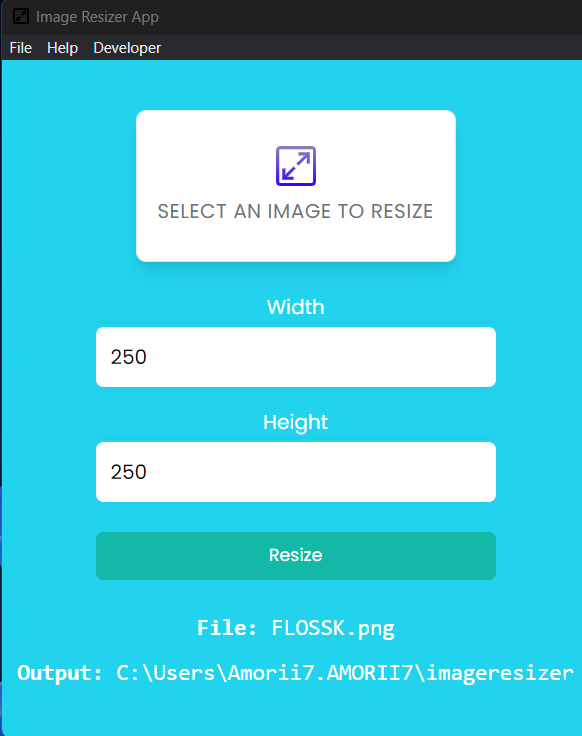 Image Resizer App
File Help Developer
SELECT AN IMAGE TO RESIZE
Width
250
Height
250
Resize
File: FLOSSK.png
Output: C:\Users\Amorii7.AMORII7\imageresizer